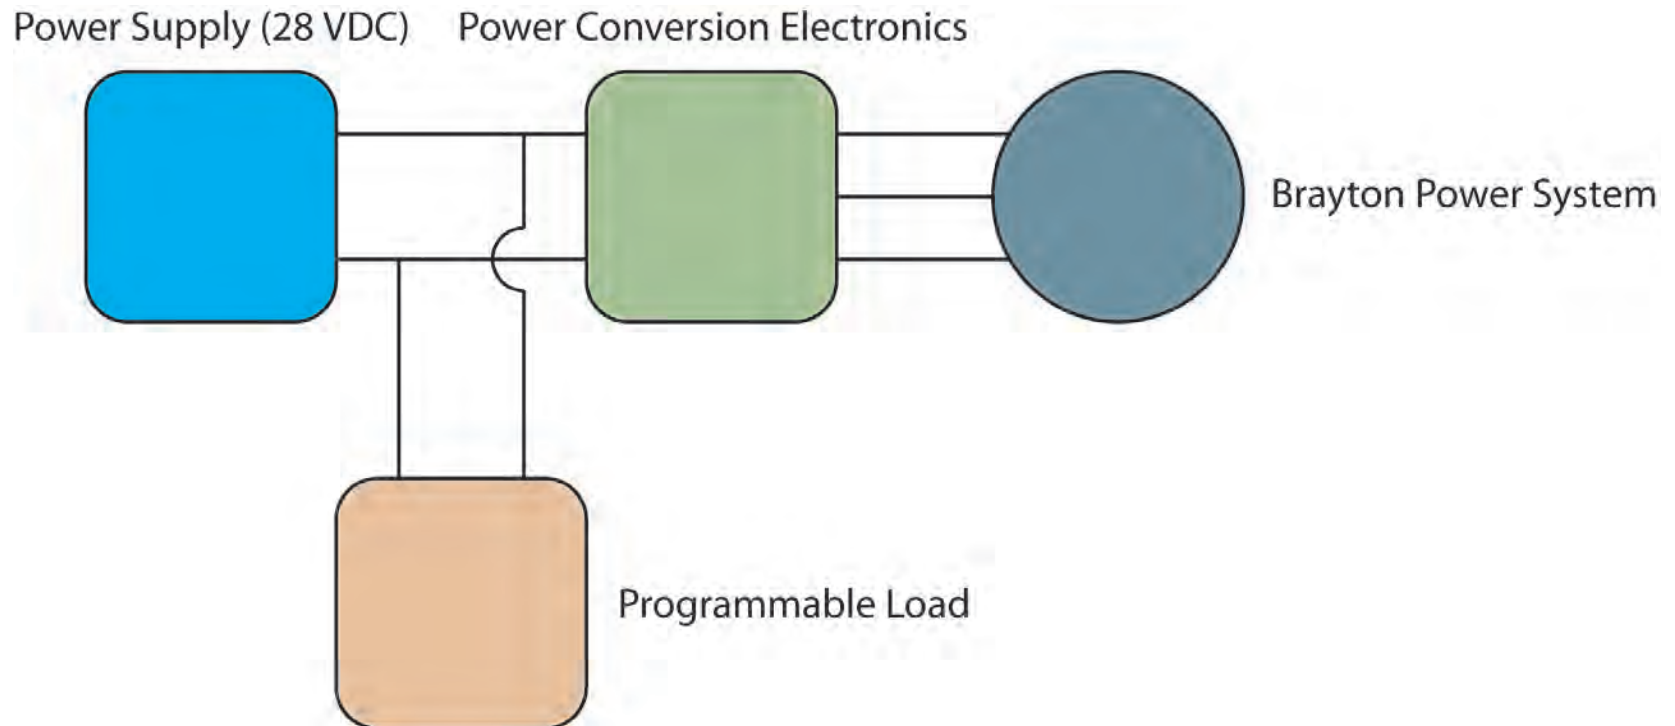 Power Supply (28 VDC)
Power Conversion Electronics
Brayton Power System
Programmable Load